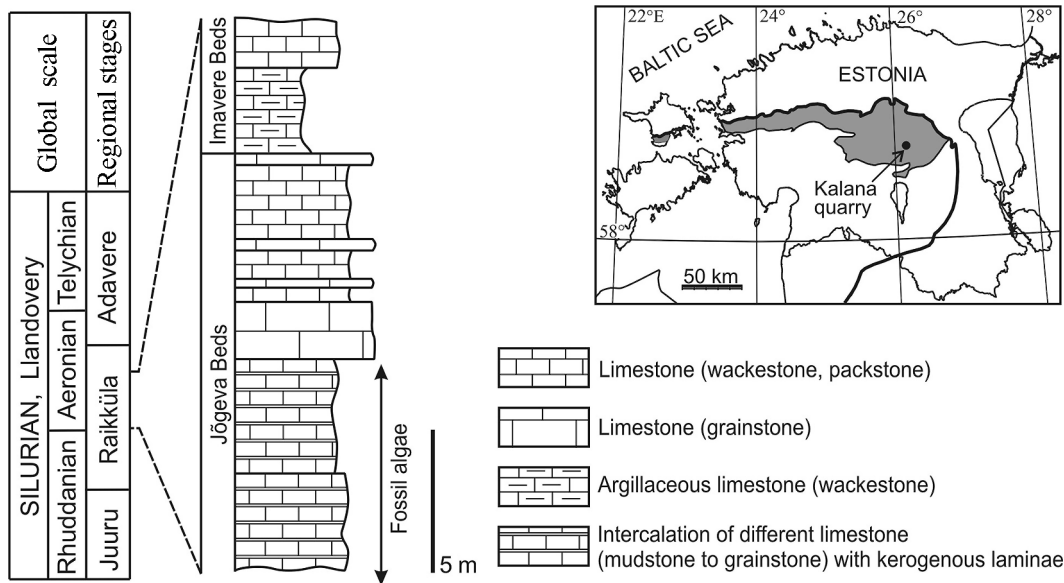 Global scale
Regional stages
SILURIAN, Llandovery
Telychian
Aeronian
Rhuddanian
Adavere
Raikküla
Juuru
Imavere Beds
Jõgeva Beds
Fossil algae
5 m
22°E
24°
26°
28°
BALTIC SEA
ESTONIA
Kalana
quarry
58°
50 km
Limestone (wackestone, packstone)
Limestone (grainstone)
Argillaceous limestone (wackestone)
Intercalation of different limestone
(mudstone to grainstone) with kerogenous laminae